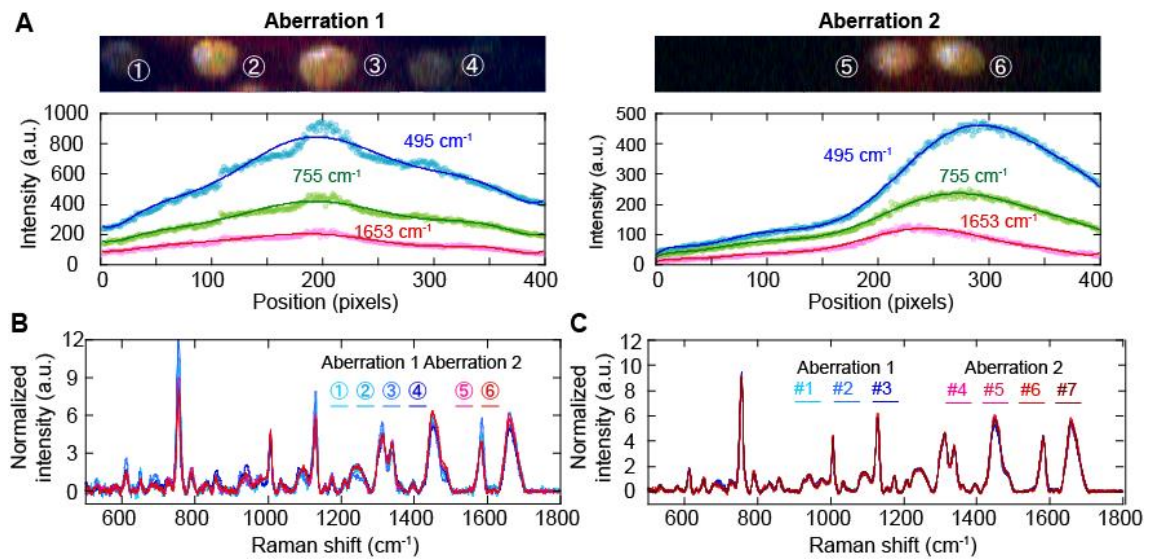 A
Aberration 1
Aberration 2
① ② ③ ④
⑤ ⑥
Intensity (a.u.)
1000
800
600
400
200
0
495 cm-1
755 cm-1
1653 cm-1
0 100 200 300 400
Position (pixels)
Intensity (a.u.)
500
400
300
200
100
0
495 cm-1
755 cm-1
1653 cm-1
0 100 200 300 400
Position (pixels)
B
Normalized
intensity (a.u.)
12
9
6
3
0
Aberration 1 Aberration 2
① ② ③ ④ ⑤ ⑥
600 800 1000 1200 1400 1600 1800
Raman shift (cm-1)
C
Normalized
intensity (a.u.)
12
10
8
6
4
2
0
Aberration 1 Aberration 2
#1 #2 #3 #4 #5 #6 #7
600 800 1000 1200 1400 1600 1800
Raman shift (cm-1)